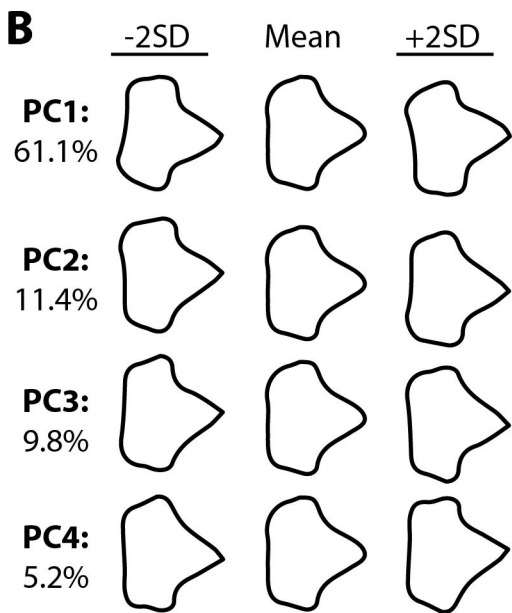 B
-2SD Mean +2SD
PC1:
61.1%
PC2:
11.4%
PC3:
9.8%
PC4:
5.2%